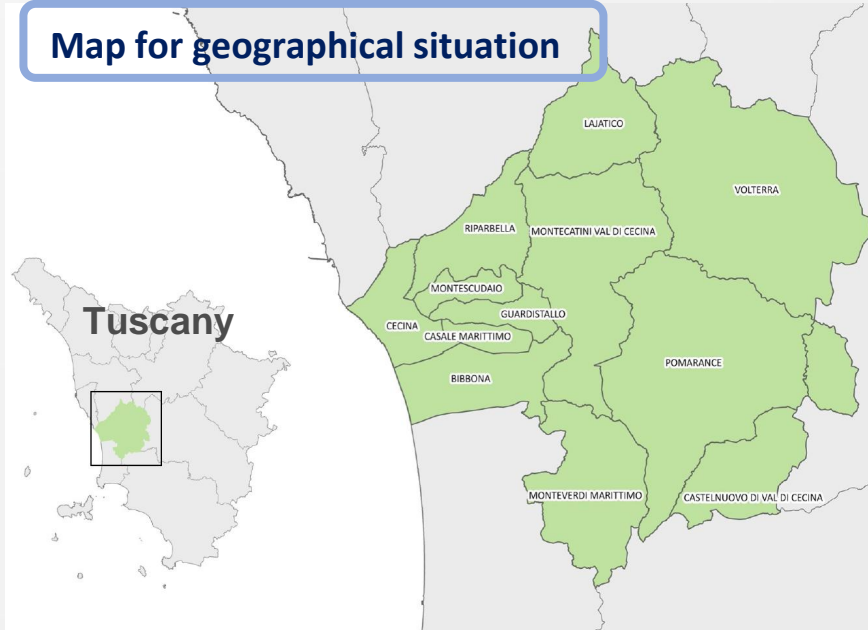 Map for geographical situation
LAJATICO
VOLTERRA
RIPARBELLA
MONTECATINI VAL DI CECINA
MONTESCUDAIO
GUARDISTALLO
Tuscany
CECINA
CASALE MARITTIMO
POMARANCE
BIBBONA
MONTEVERDI MARITTIMO
CASTELNUOVO DI VAL DI CECINA